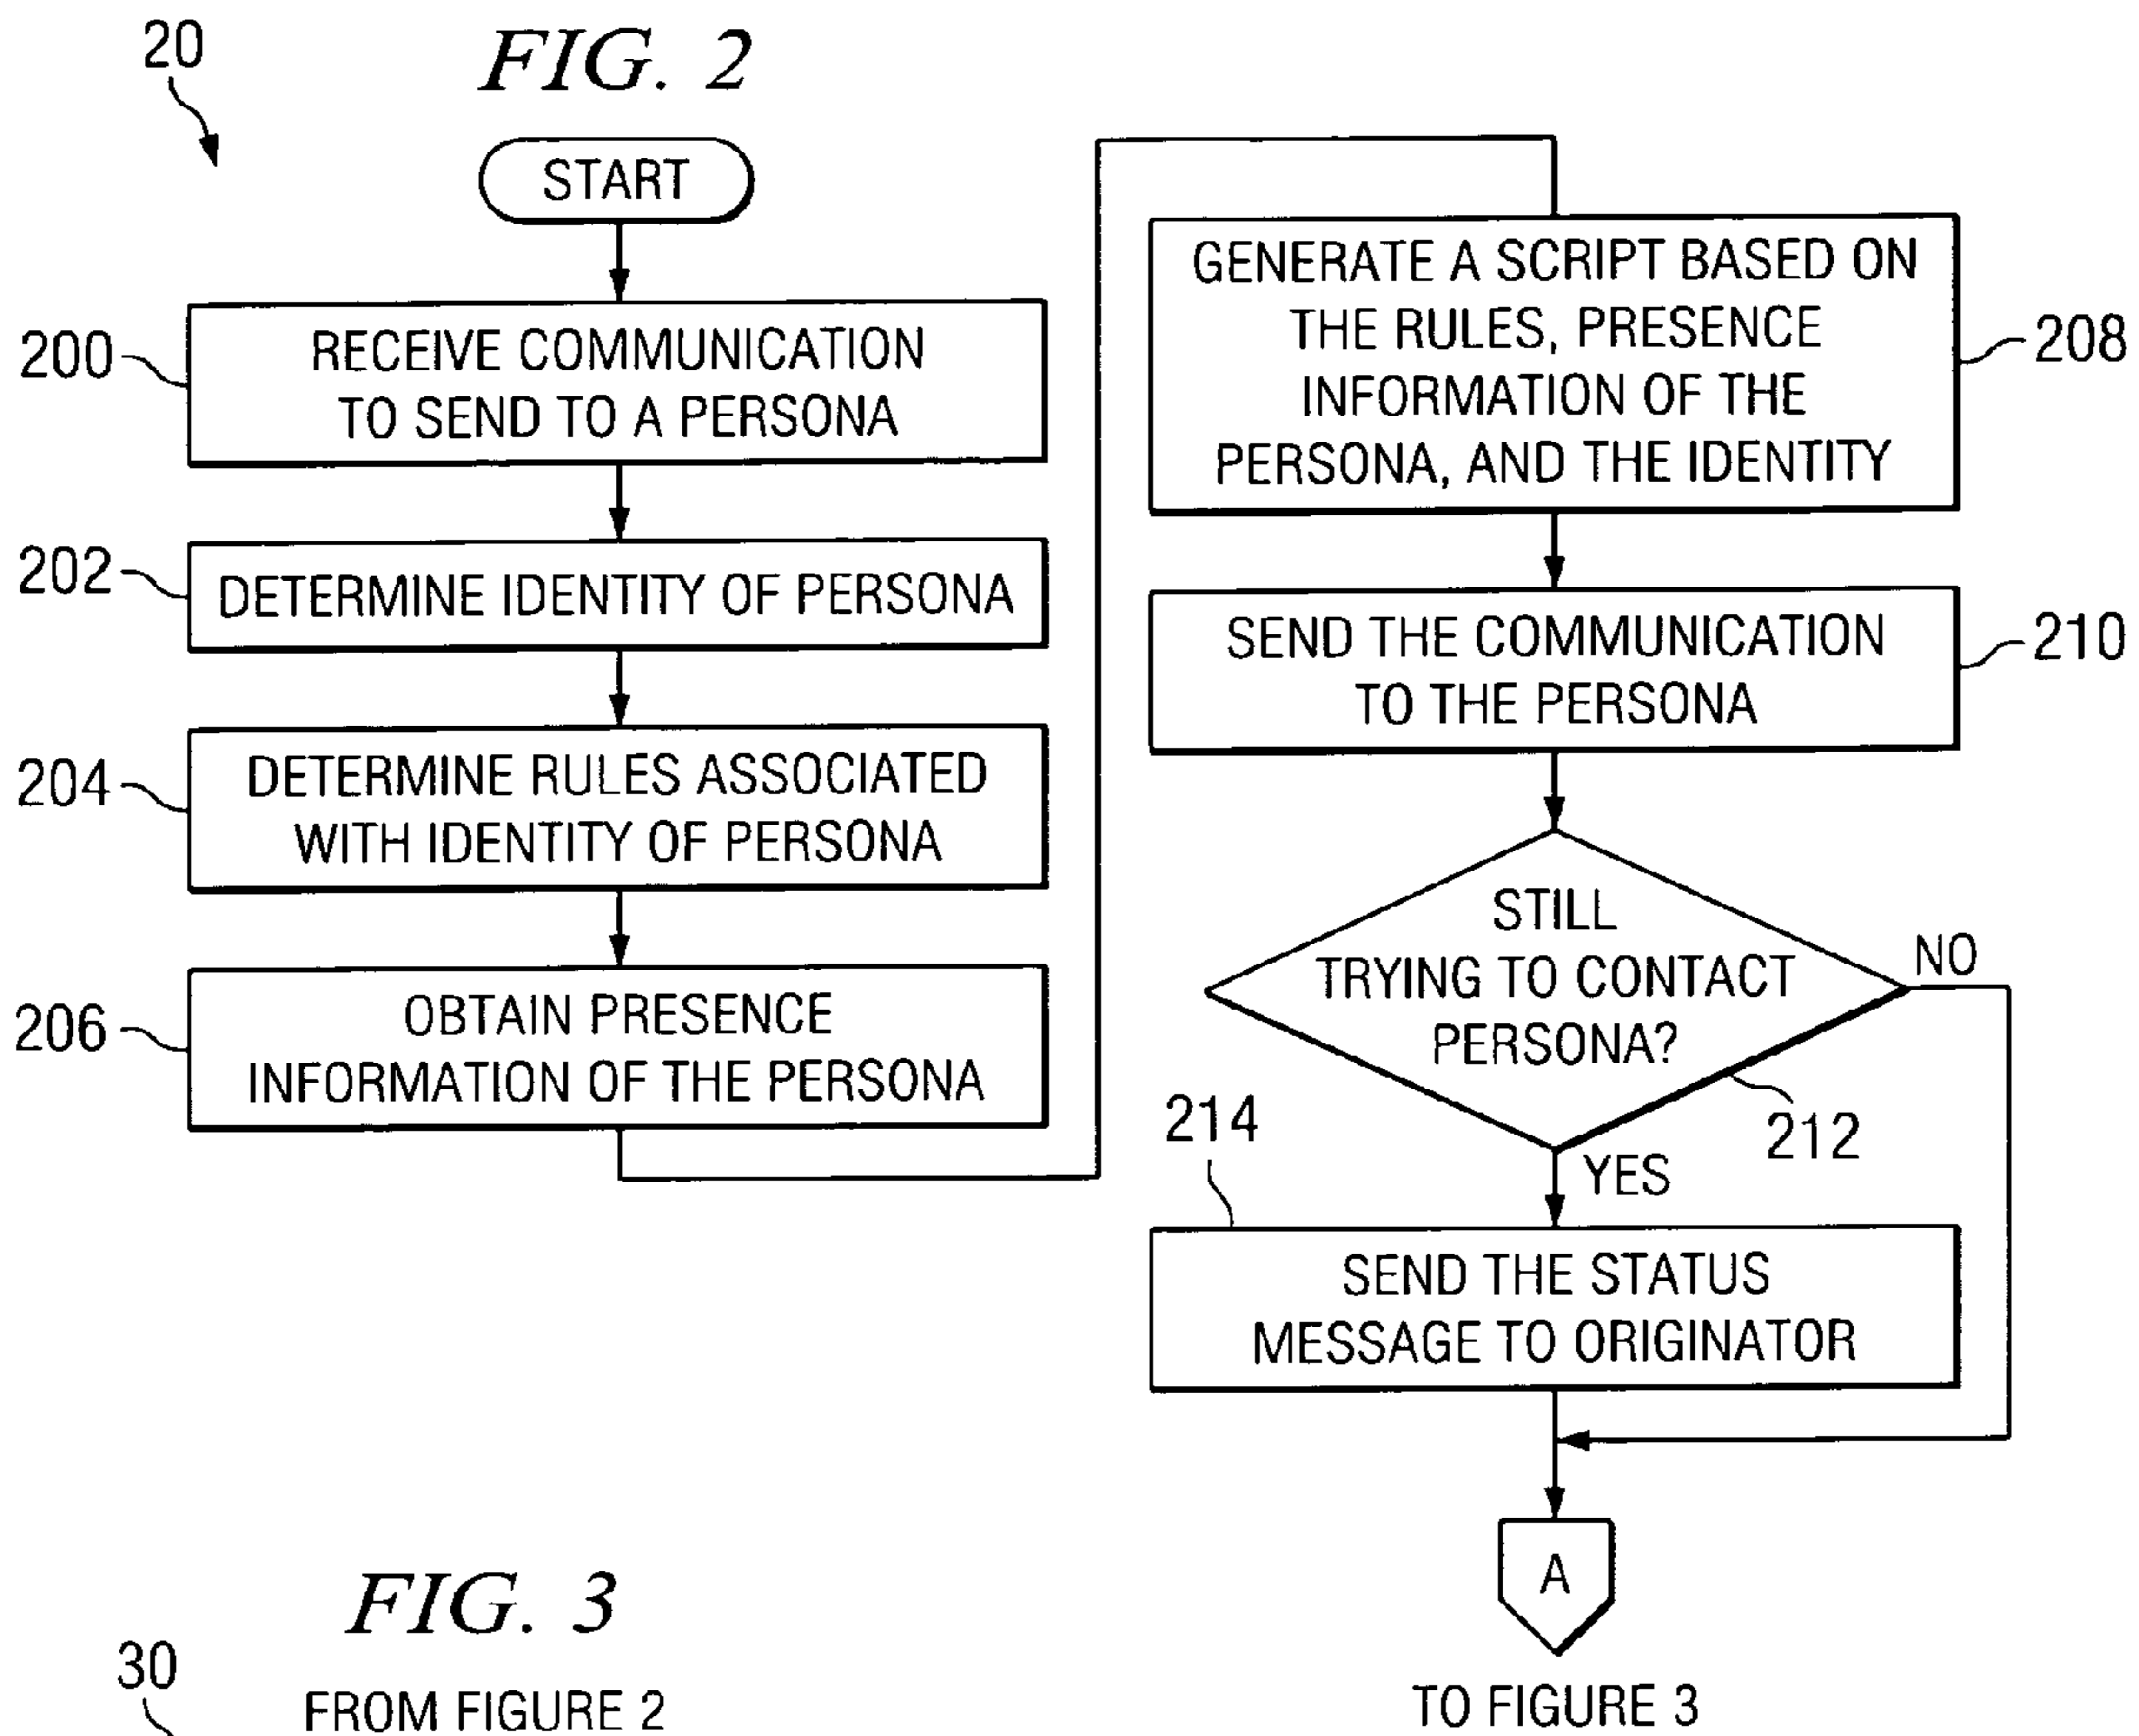 20
FIG. 2
START
200
RECEIVE COMMUNICATION
TO SEND TO A PERSONA
202
DETERMINE IDENTITY OF PERSONA
204
DETERMINE RULES ASSOCIATED
WITH IDENTITY OF PERSONA
206
OBTAIN PRESENCE
INFORMATION OF THE PERSONA
GENERATE A SCRIPT BASED ON
THE RULES, PRESENCE
INFORMATION OF THE
PERSONA, AND THE IDENTITY
208
SEND THE COMMUNICATION
TO THE PERSONA
210
STILL
TRYING TO CONTACT
PERSONA?
NO
212
YES
214
SEND THE STATUS
MESSAGE TO ORIGINATOR
A
TO FIGURE 3
FIG. 3
30
FROM FIGURE 2